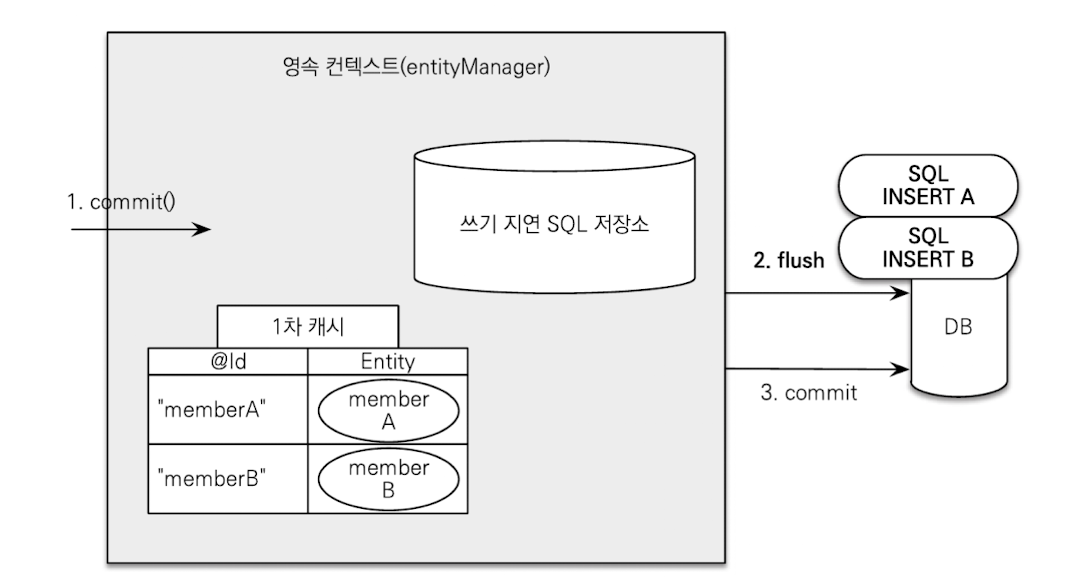 영속 컨텍스트(entityManager)
1. commit()
쓰기 지연 SQL 저장소
SQL
INSERT A
SQL
INSERT B
2. flush
DB
3. commit
1차 캐시
@Id Entity
"memberA"
member
A
"memberB"
member
B